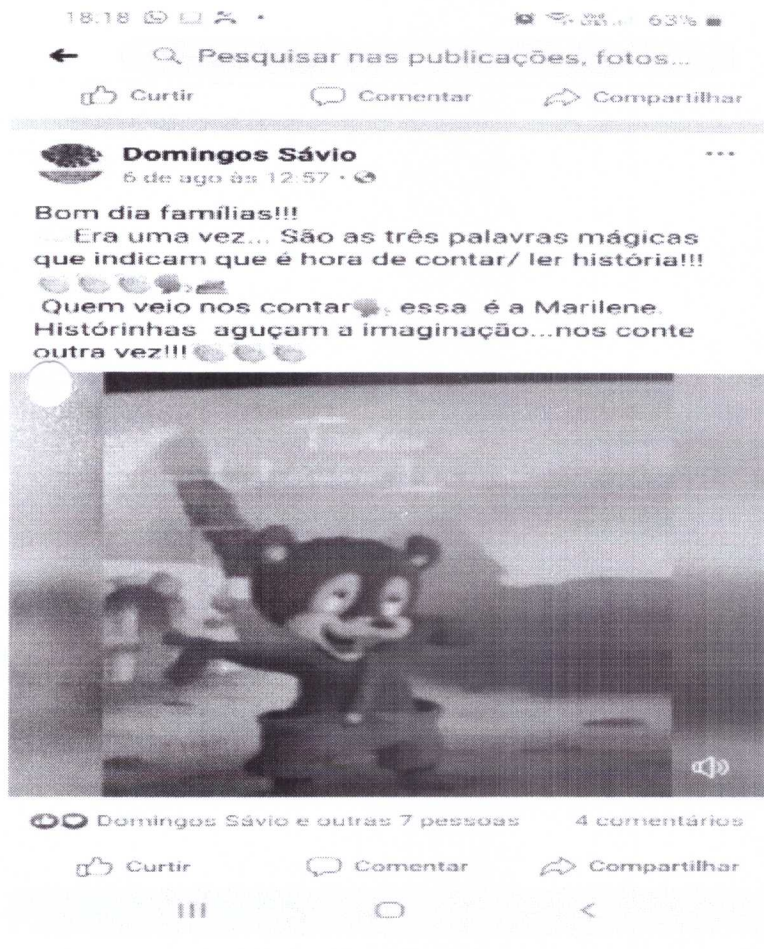 18:18
63%
Pesquisar nas publicações, fotos...
Curtir Comentar Compartilhar
Domingos Sávio
6 de ago às 12:57
Bom dia famílias!!!
... Era uma vez... São as três palavras mágicas
que indicam que é hora de contar/ ler história!!!
Quem veio nos contar, essa é a Marilene.
Histórinhas aguçam a imaginação...nos conte
outra vez!!!
Domingos Sávio e outras 7 pessoas 4 comentários
Curtir Comentar Compartilhar